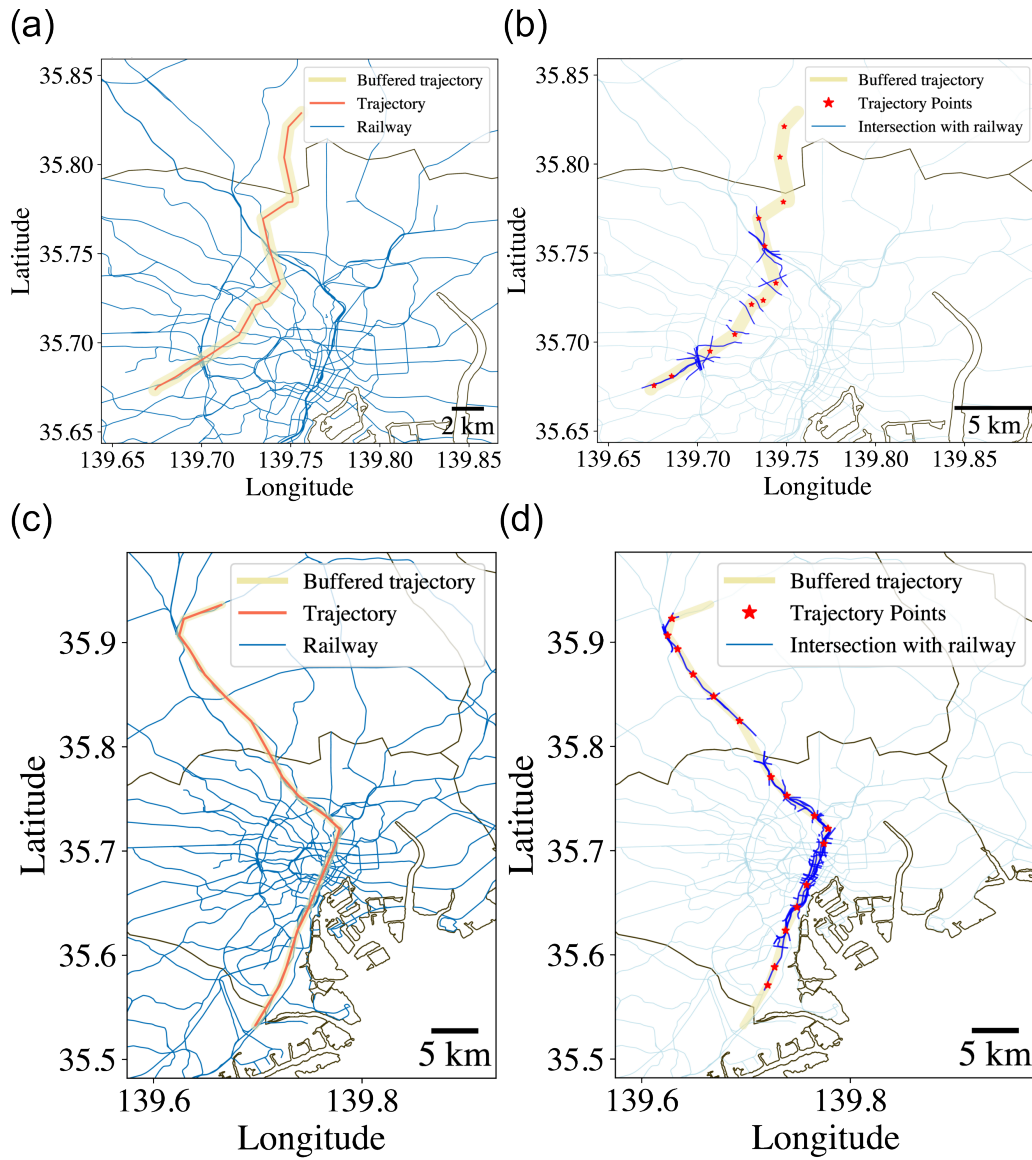 (a)
(b)
Buffered trajectory
Trajectory
Railway
35.85
35.80
35.75
35.70
35.65
Latitude
2 km
139.65
139.70
139.75
139.80
139.85
Longitude
Buffered trajectory
Trajectory Points
Intersection with railway
35.85
35.80
35.75
35.70
35.65
Latitude
5 km
139.65
139.70
139.75
139.80
139.85
Longitude
(c)
(d)
Buffered trajectory
Trajectory
Railway
35.9
35.8
35.7
35.6
35.5
Latitude
5 km
139.6
139.8
Longitude
Buffered trajectory
Trajectory Points
Intersection with railway
35.9
35.8
35.7
35.6
35.5
Latitude
5 km
139.6
139.8
Longitude